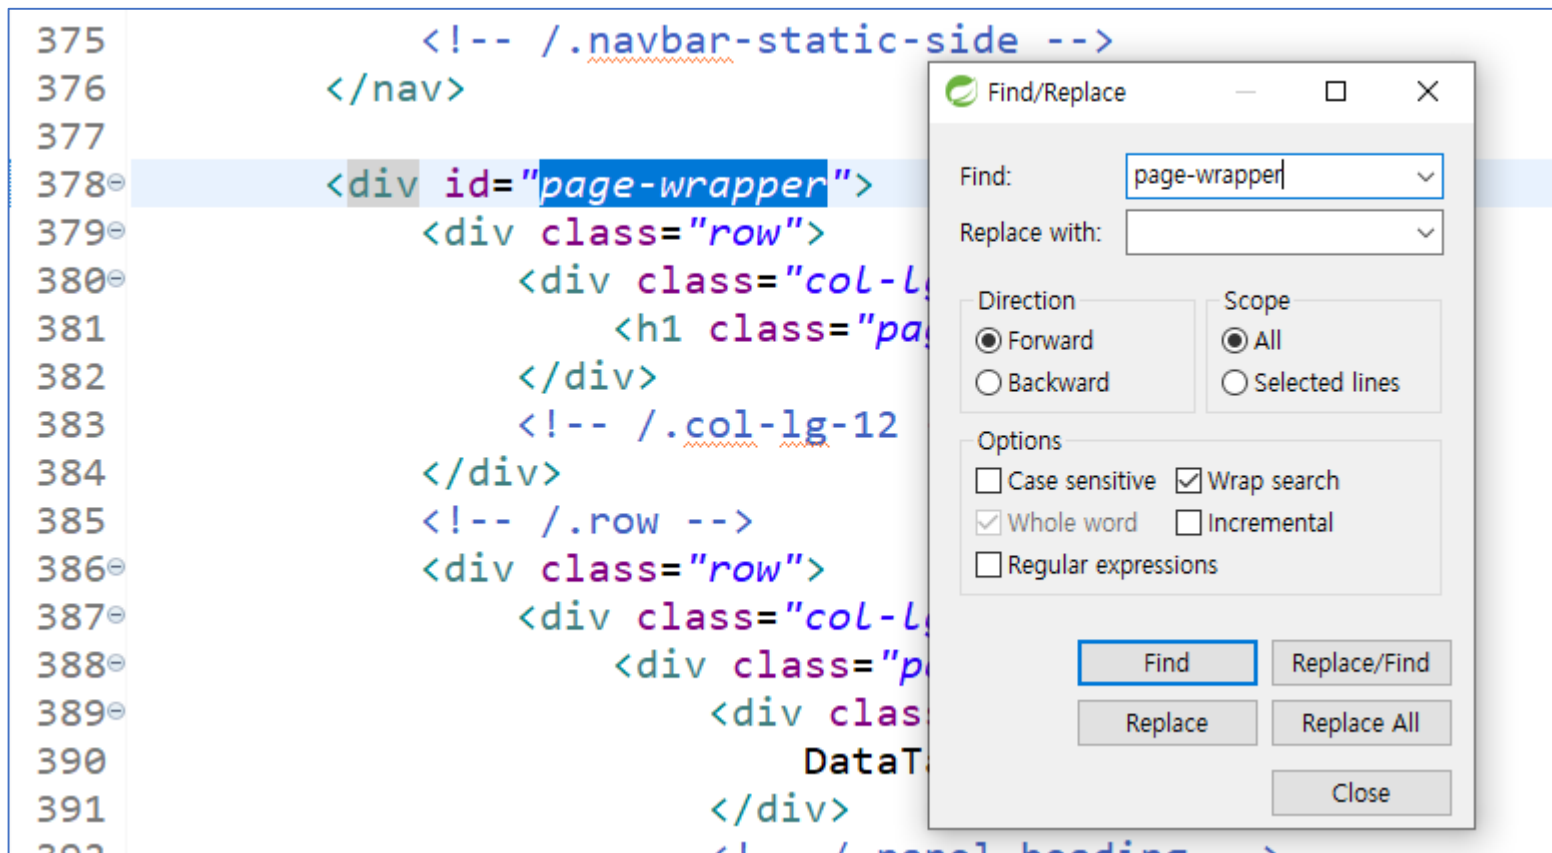 375 <!-- /.navbar-static-side -->
376 </nav>
377
378 <div id="page-wrapper">
379 <div class="row">
380 <div class="col-l
381 <h1 class="pa
382 </div>
383 <!-- /.col-lg-12
384 </div>
385 <!-- /.row -->
386 <div class="row">
387 <div class="col-l
388 <div class="p
389 <div clas
390 DataT
391 </div>
Find/Replace
Find: page-wrapper
Replace with:
Direction
Forward
Backward
Scope
All
Selected lines
Options
Case sensitive
Wrap search
Whole word
Incremental
Regular expressions
Find
Replace/Find
Replace
Replace All
Close